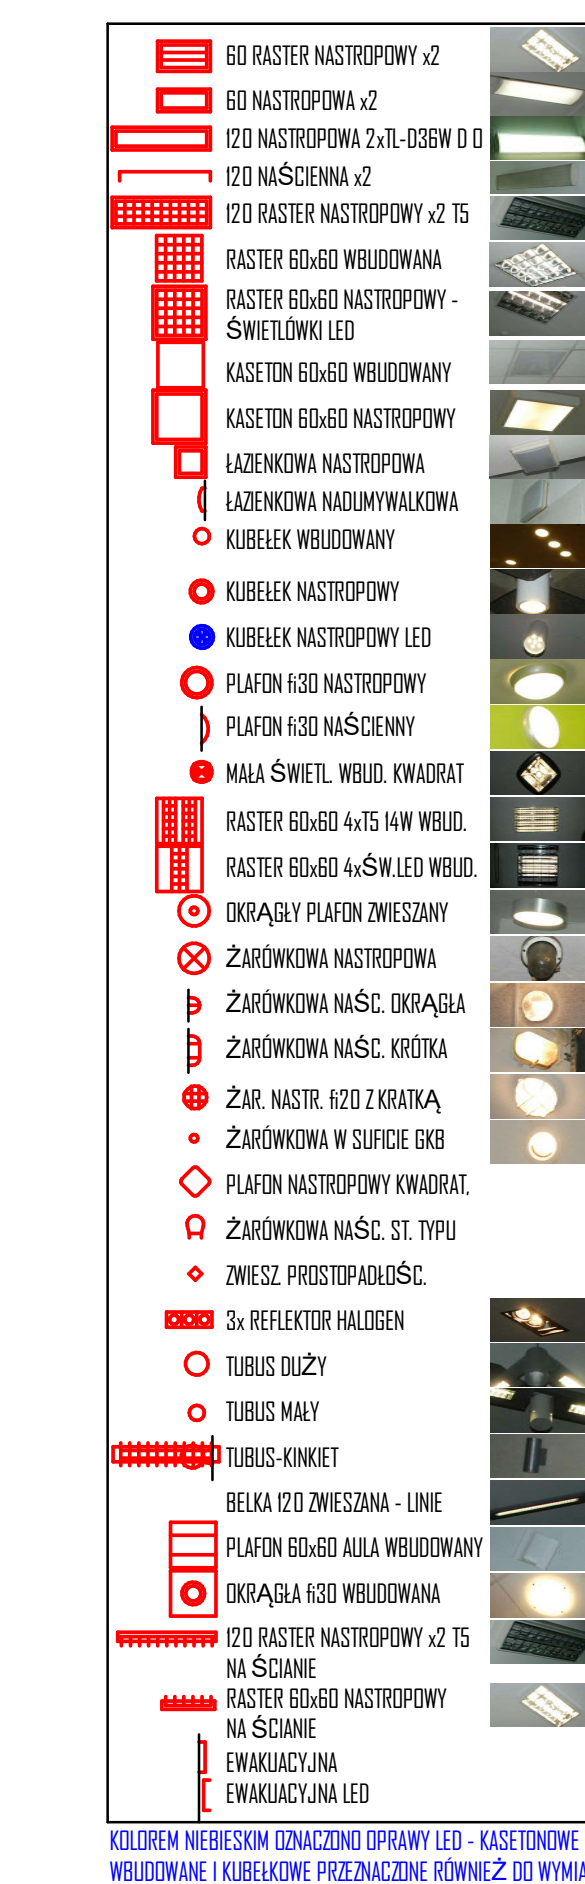 60 RASTER NASTROPOWY x2
60 NASTROPOWA x2
120 NASTROPOWA 2xTL-D36W D 0
120 NAŚCIENNA x2
120 RASTER NASTROPOWY x2 T5
RASTER 60x60 WBUDOWANA
RASTER 60x60 NASTROPOWY -
ŚWIETLÓWKI LED
KASETON 60x60 WBUDOWANY
KASETON 60x60 NASTROPOWY
ŁAZIENKOWA NASTROPOWA
ŁAZIENKOWA NADUMYWALKOWA
KUBEŁEK WBUDOWANY
KUBEŁEK NASTROPOWY
KUBEŁEK NASTROPOWY LED
PLAFON fi30 NASTROPOWY
PLAFON fi30 NAŚCIENNY
MAŁA ŚWIETL. WBUD. KWADRAT
RASTER 60x60 4xT5 14W WBUD.
RASTER 60x60 4xŚW.LED WBUD.
OKRĄGŁY PLAFON ZWIESZANY
ŻARÓWKOWA NASTROPOWA
ŻARÓWKOWA NAŚC. OKRĄGŁA
ŻARÓWKOWA NAŚC. KRÓTKA
ŻAR. NASTR. fi20 Z KRATKĄ
ŻARÓWKOWA W SUFICIE GKB
PLAFON NASTROPOWY KWADRAT,
ŻARÓWKOWA NAŚC. ST. TYPU
ZWIESZ. PROSTOPADŁOŚC.
3x REFLEKTOR HALOGEN
TUBUS DUŻY
TUBUS MAŁY
TUBUS-KINKIET
BELKA 120 ZWIESZANA - LINIE
PLAFON 60x60 AULA WBUDOWANY
OKRĄGŁA fi30 WBUDOWANA
120 RASTER NASTROPOWY x2 T5
NA ŚCIANIE
RASTER 60x60 NASTROPOWY
NA ŚCIANIE
EWAKUACYJNA
EWAKUACYJNA LED
KOLOREM NIEBIESKIM OZNACZONO OPRAWY LED - KASETONOWE
WBUDOWANE I KUBEŁKOWE PRZEZNACZONE RÓWNIEŻ DO WYMIA